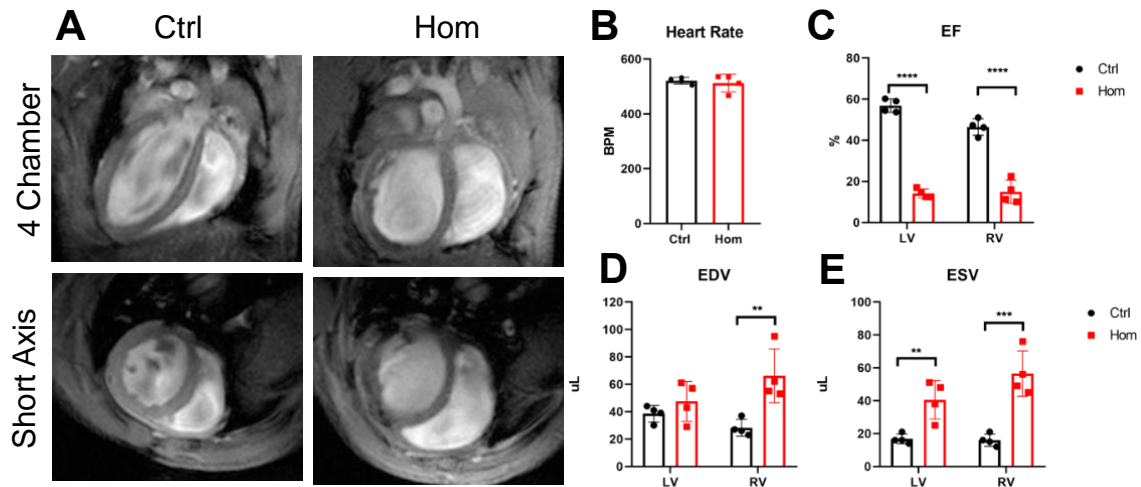 A
Ctrl
Hom
4 Chamber
Short Axis
B
Heart Rate
600
400
200
0
BPM
Ctrl
Hom
C
EF
80
60
40
20
0
%
****
****
LV
RV
Ctrl
Hom
D
EDV
120
100
80
60
40
20
0
uL
**
LV
RV
E
ESV
100
80
60
40
20
0
uL
**
***
LV
RV
Ctrl
Hom